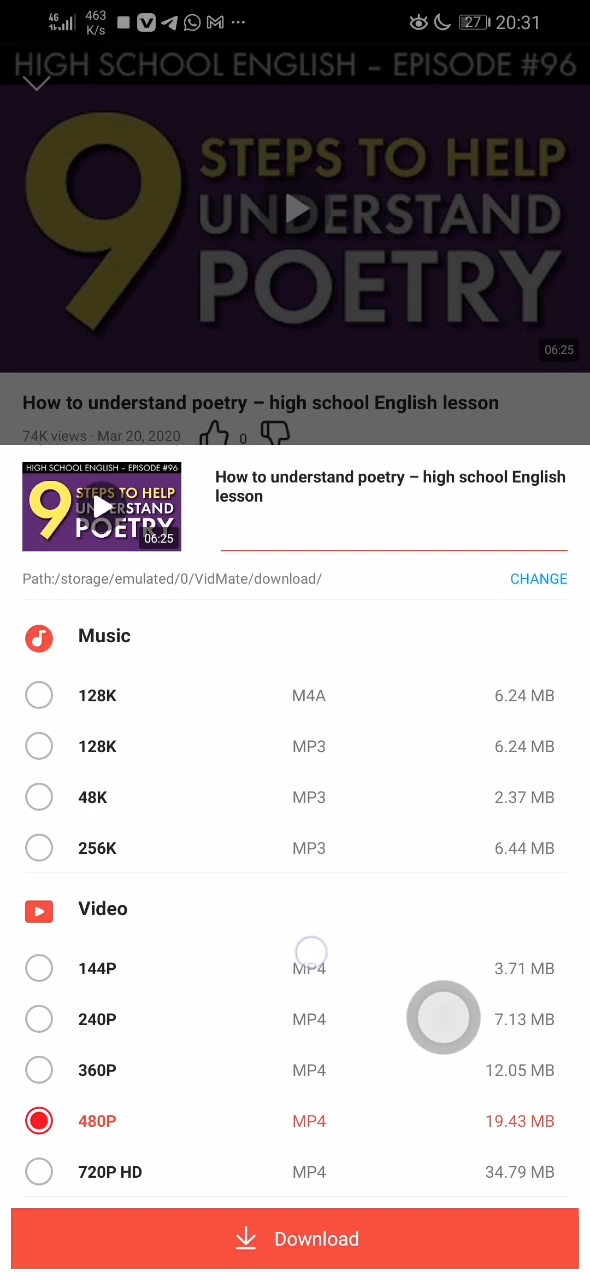 4G 463 K/s 27 20:31
HIGH SCHOOL ENGLISH – EPISODE #96
9 STEPS TO HELP
UNDERSTAND
POETRY
06:25
How to understand poetry – high school English lesson
74K views · Mar 20, 2020 0
HIGH SCHOOL ENGLISH – EPISODE #96
9 STEPS TO HELP
UNDERSTAND
POETRY
06:25
How to understand poetry – high school English
lesson
Path:/storage/emulated/0/VidMate/download/ CHANGE
Music
128K M4A 6.24 MB
128K MP3 6.24 MB
48K MP3 2.37 MB
256K MP3 6.44 MB
Video
144P MP4 3.71 MB
240P MP4 7.13 MB
360P MP4 12.05 MB
480P MP4 19.43 MB
720P HD MP4 34.79 MB
Download